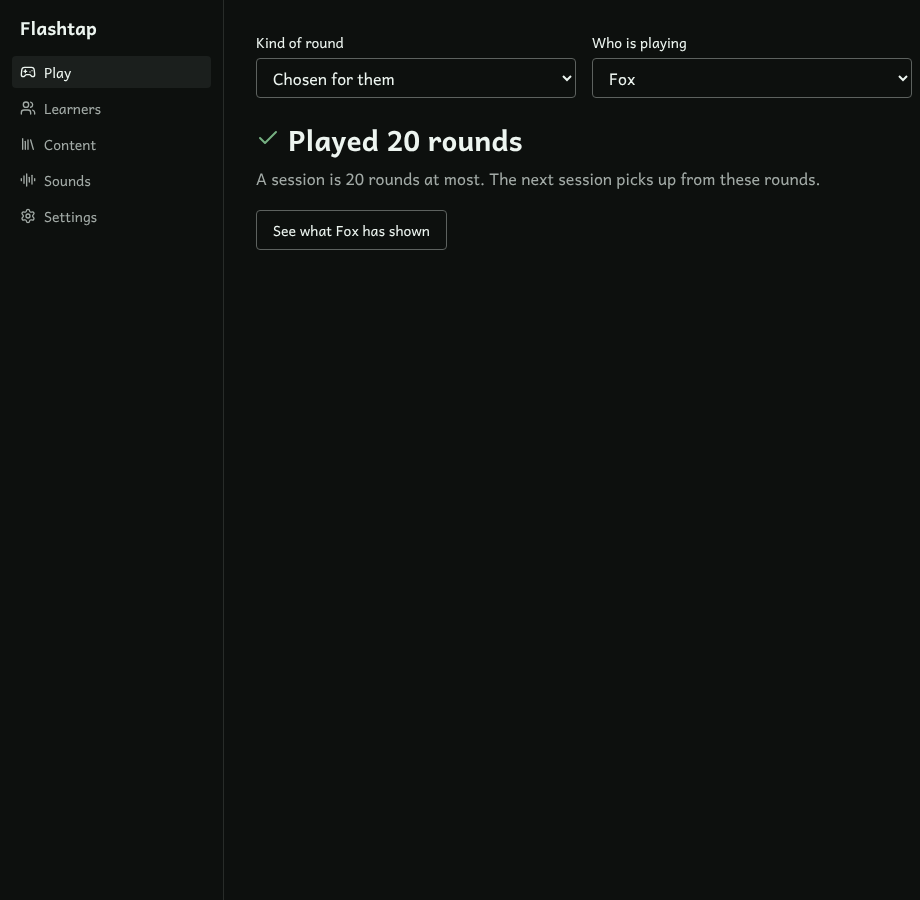 Flashtap
Play
Learners
Content
Sounds
Settings
Kind of round
Who is playing
Chosen for them
Fox
Played 20 rounds
A session is 20 rounds at most. The next session picks up from these rounds.
See what Fox has shown